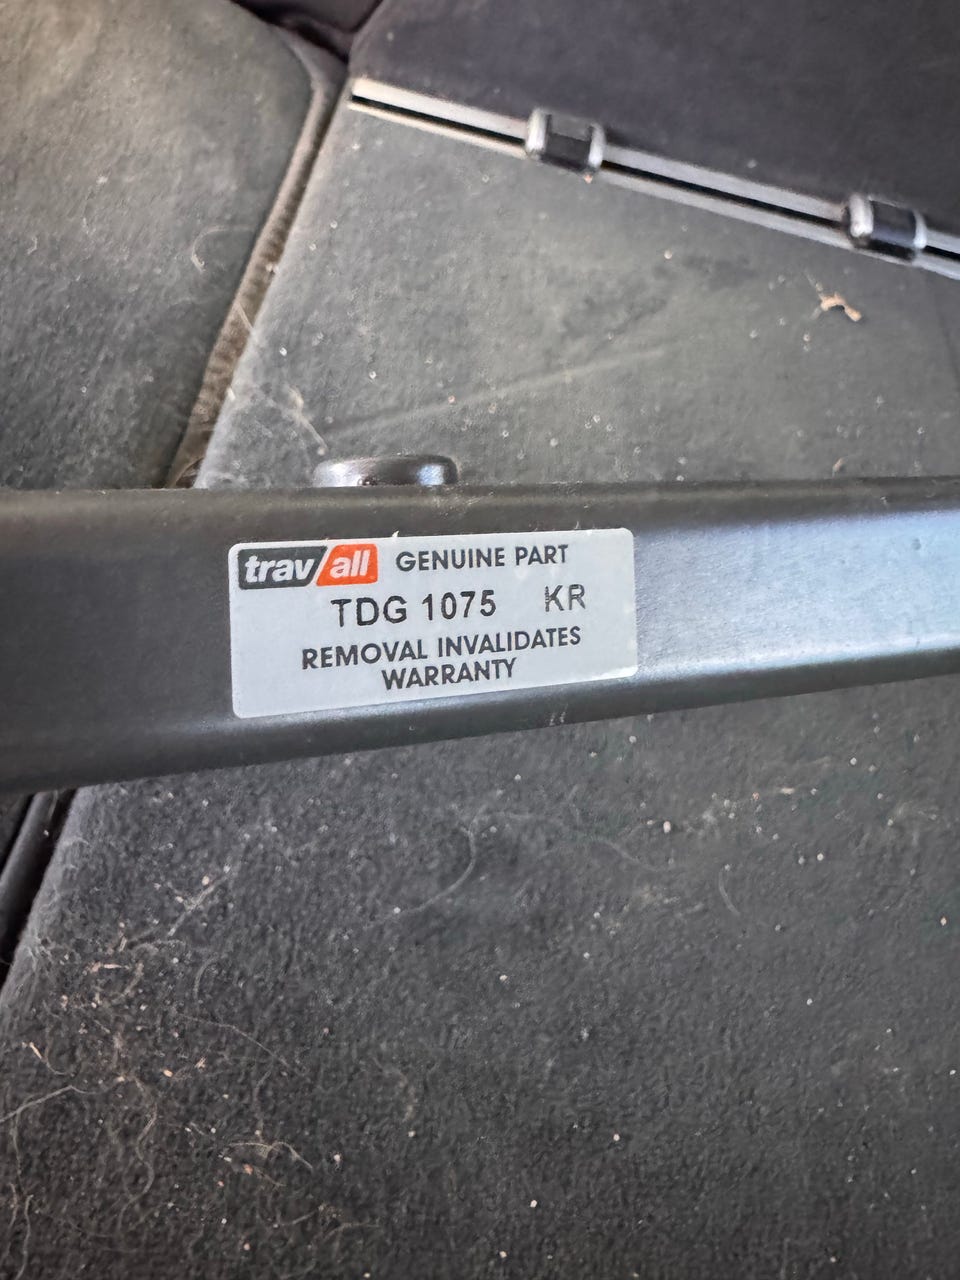 travall GENUINE PART
TDG 1075 KR
REMOVAL INVALIDATES
WARRANTY